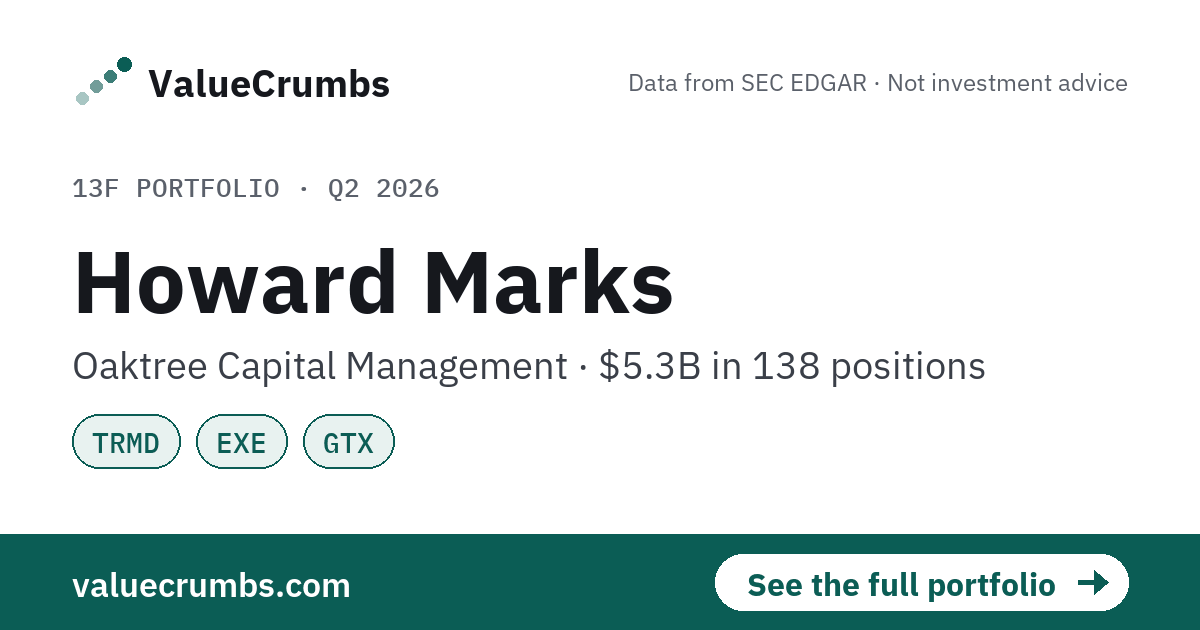 ValueCrumbs
Data from SEC EDGAR · Not investment advice
13F PORTFOLIO · Q2 2026
Howard Marks
Oaktree Capital Management · $5.3B in 138 positions
TRMD EXE GTX
valuecrumbs.com
See the full portfolio →